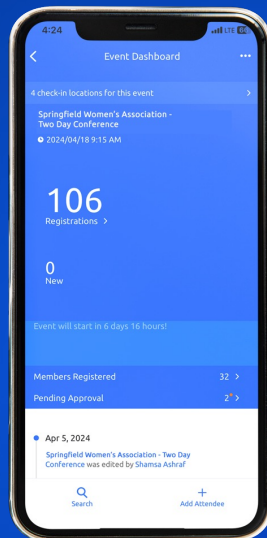 4:24
LTE
Event Dashboard
4 check-in locations for this event
Springfield Women's Association -
Two Day Conference
2024/04/18 9:15 AM
106
Registrations
0
New
Event will start in 6 days 16 hours!
Members Registered 32
Pending Approval 2
Apr 5, 2024
Springfield Women's Association - Two Day
Conference was edited by Shamsa Ashraf
Search
Add Attendee